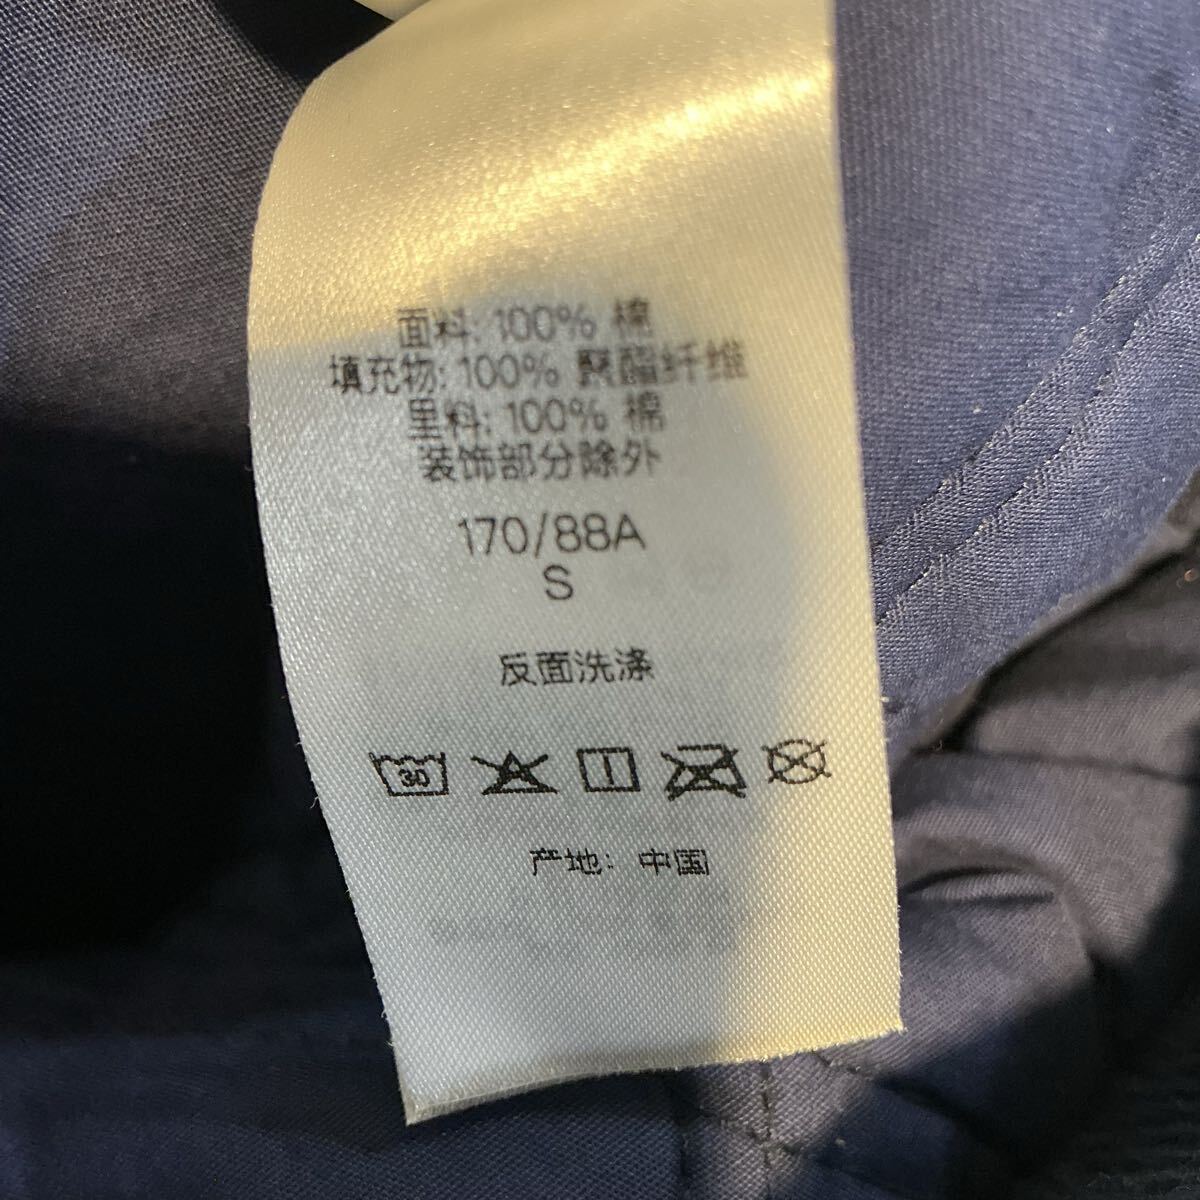 面料: 100% 棉
填充物: 100% 聚酯纤维
里料: 100% 棉
装饰部分除外
170/88A
S
反面洗涤
30
产地: 中国